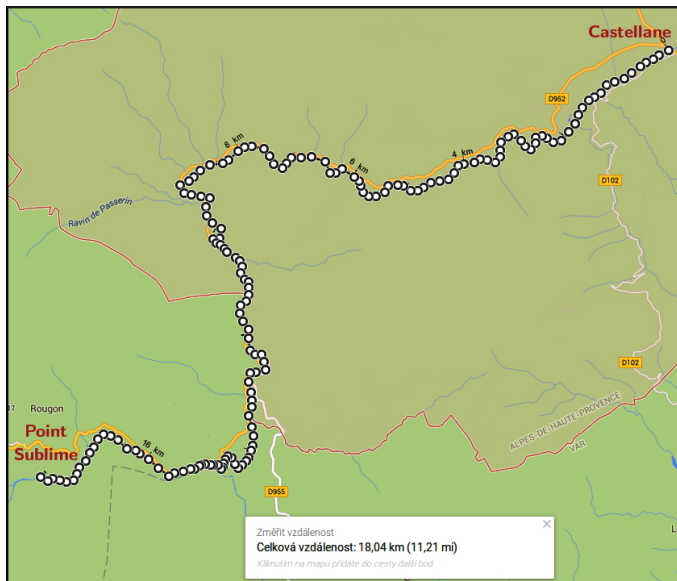 Castellane
0
D952
8 km
6 km
4 km
D102
Ravin de Passerin
D102
Rougon
ALPES-DE-HAUTE-PROVENCE
VAR
Point
Sublime
16 km
D955
Změřit vzdálenost
Celková vzdálenost: 18,04 km (11,21 mi)
Kliknutím na mapu přidáte do cesty další bod